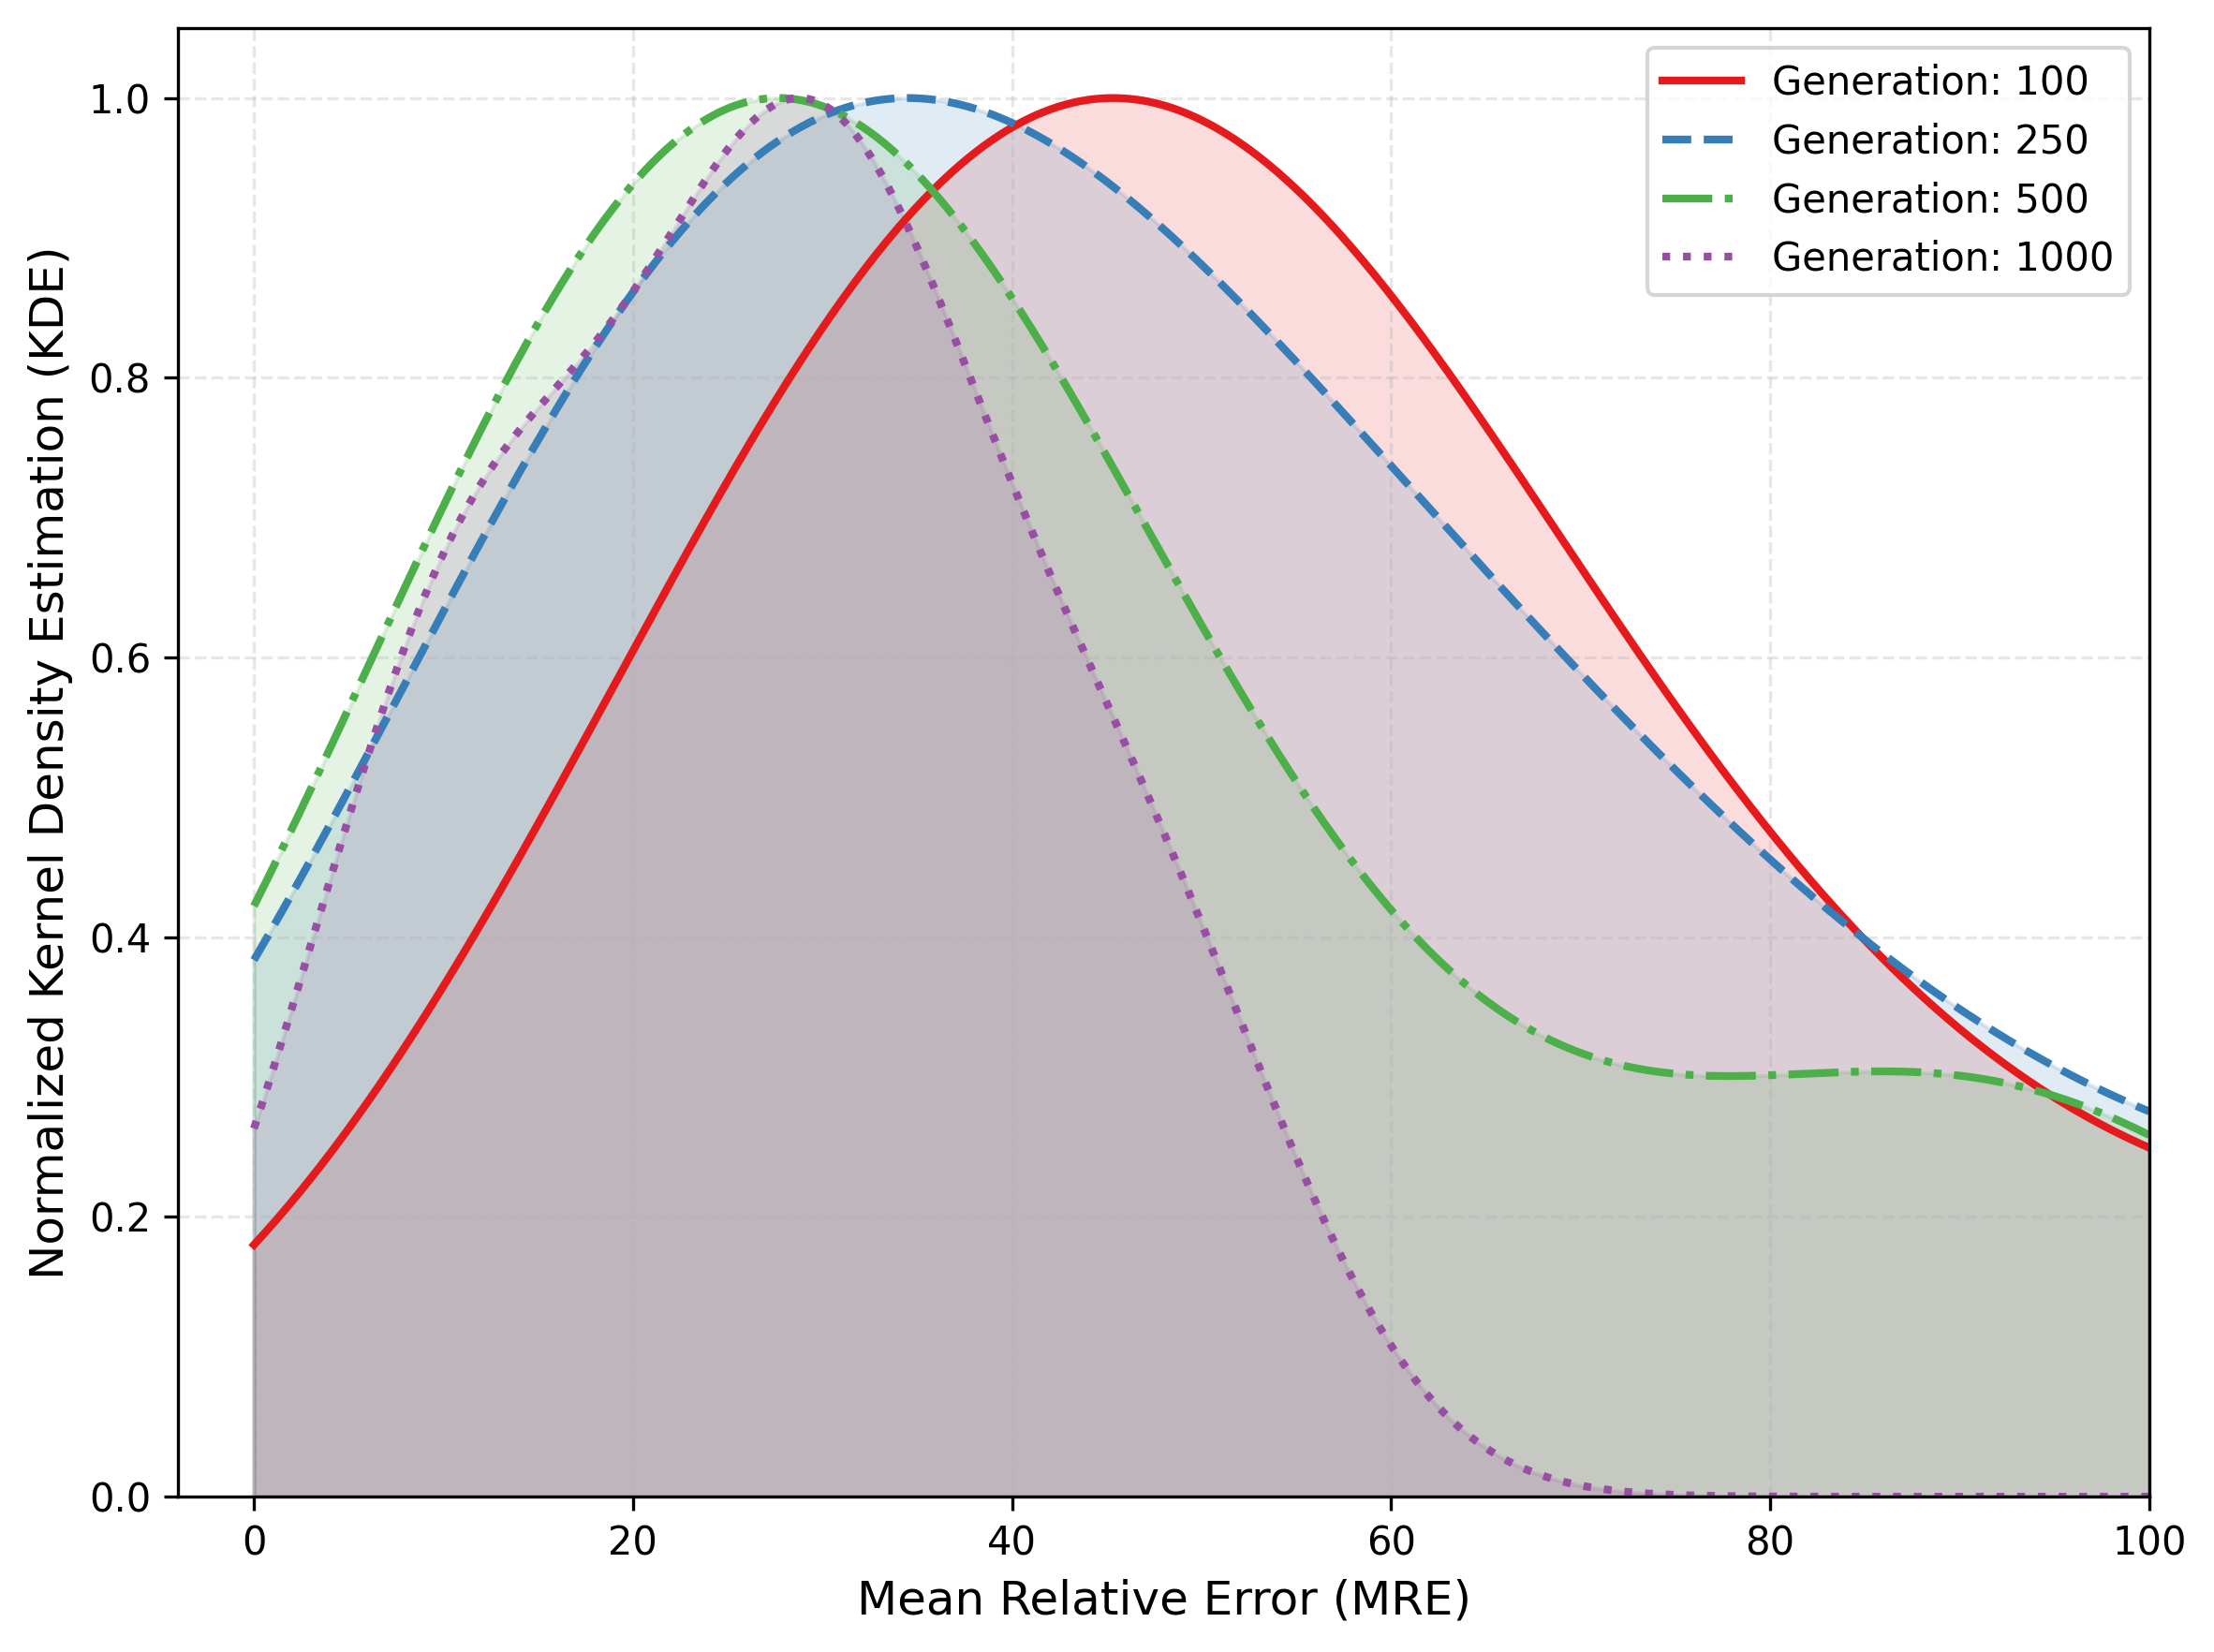 Generation: 100
Generation: 250
Generation: 500
Generation: 1000
Normalized Kernel Density Estimation (KDE)
1.0
0.8
0.6
0.4
0.2
0.0
0 20 40 60 80 100
Mean Relative Error (MRE)